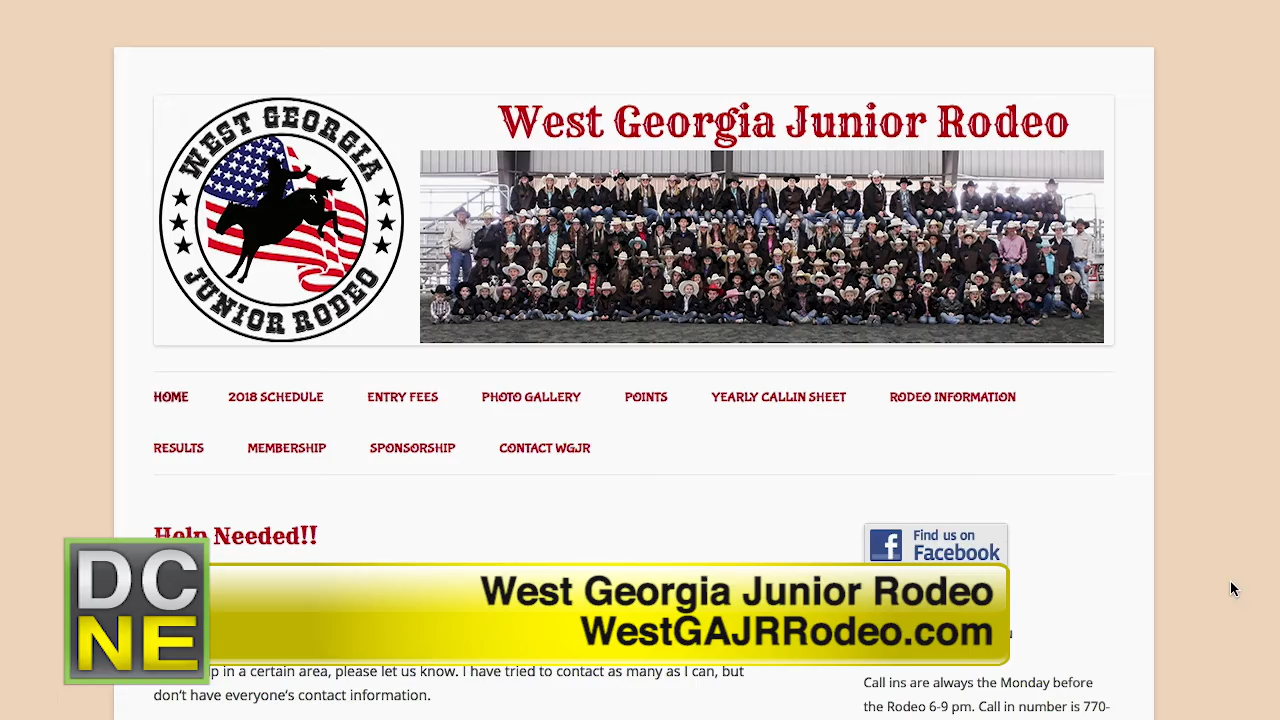 WEST GEORGIA
JUNIOR RODEO
West Georgia Junior Rodeo
HOME 2018 SCHEDULE ENTRY FEES PHOTO GALLERY POINTS YEARLY CALLIN SHEET RODEO INFORMATION
RESULTS MEMBERSHIP SPONSORSHIP CONTACT WGJR
Help Needed!!
Find us on
Facebook
DC
NE
West Georgia Junior Rodeo
WestGAJRRodeo.com
in a certain area, please let us know. I have tried to contact as many as I can, but
don't have everyone's contact information.
Call ins are always the Monday before
the Rodeo 6-9 pm. Call in number is 770-